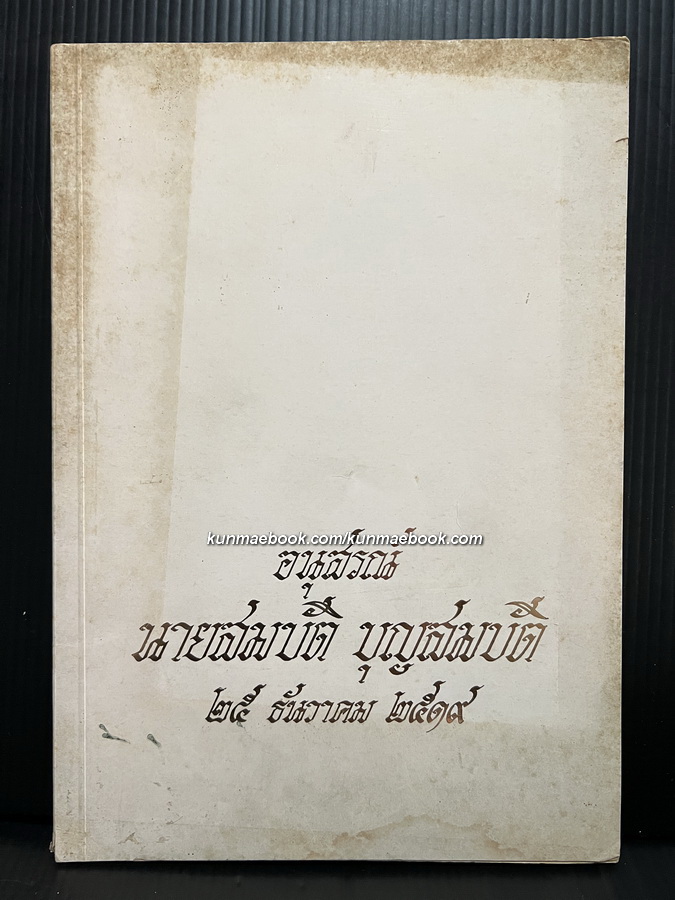 kunmaebook.com/kunmaebook.com
อนุสรณ์
นายสมบัติ บุญสมบัติ
๒๕ ธันวาคม ๒๕๑๙